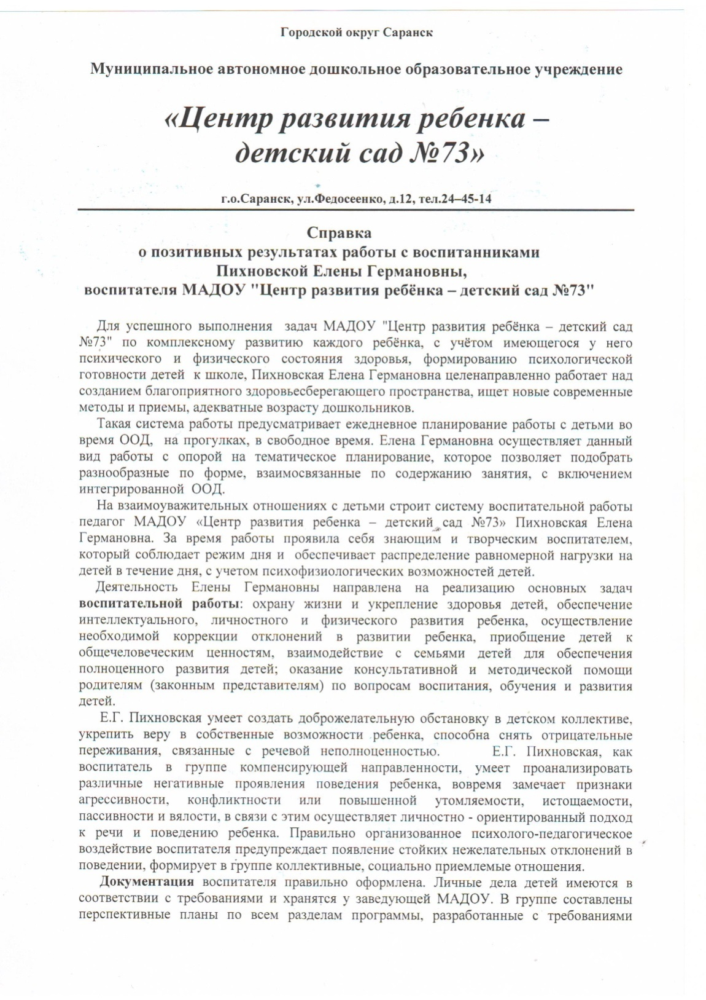 Городской округ Саранск
Муниципальное автономное дошкольное образовательное учреждение
«Центр развития ребенка –
детский сад №73»
г.о.Саранск, ул.Федосеенко, д.12, тел.24–45-14
Справка
о позитивных результатах работы с воспитанниками
Пихновской Елены Германовны,
воспитателя МАДОУ "Центр развития ребёнка – детский сад №73"
Для успешного выполнения задач МАДОУ "Центр развития ребёнка – детский сад
№73" по комплексному развитию каждого ребёнка, с учётом имеющегося у него
психического и физического состояния здоровья, формированию психологической
готовности детей к школе, Пихновская Елена Германовна целенаправленно работает над
созданием благоприятного здоровьесберегающего пространства, ищет новые современные
методы и приемы, адекватные возрасту дошкольников.
Такая система работы предусматривает ежедневное планирование работы с детьми во
время ООД, на прогулках, в свободное время. Елена Германовна осуществляет данный
вид работы с опорой на тематическое планирование, которое позволяет подобрать
разнообразные по форме, взаимосвязанные по содержанию занятия, с включением
интегрированной ООД.
На взаимоуважительных отношениях с детьми строит систему воспитательной работы
педагог МАДОУ «Центр развития ребенка – детский сад №73» Пихновская Елена
Германовна. За время работы проявила себя знающим и творческим воспитателем,
который соблюдает режим дня и обеспечивает распределение равномерной нагрузки на
детей в течение дня, с учетом психофизиологических возможностей детей.
Деятельность Елены Германовны направлена на реализацию основных задач
воспитательной работы: охрану жизни и укрепление здоровья детей, обеспечение
интеллектуального, личностного и физического развития ребенка, осуществление
необходимой коррекции отклонений в развитии ребенка, приобщение детей к
общечеловеческим ценностям, взаимодействие с семьями детей для обеспечения
полноценного развития детей; оказание консультативной и методической помощи
родителям (законным представителям) по вопросам воспитания, обучения и развития
детей.
Е.Г. Пихновская умеет создать доброжелательную обстановку в детском коллективе,
укрепить веру в собственные возможности ребенка, способна снять отрицательные
переживания, связанные с речевой неполноценностью. Е.Г. Пихновская, как
воспитатель в группе компенсирующей направленности, умеет проанализировать
различные негативные проявления поведения ребенка, вовремя замечает признаки
агрессивности, конфликтности или повышенной утомляемости, истощаемости,
пассивности и вялости, в связи с этим осуществляет личностно - ориентированный подход
к речи и поведению ребенка. Правильно организованное психолого-педагогическое
воздействие воспитателя предупреждает появление стойких нежелательных отклонений в
поведении, формирует в группе коллективные, социально приемлемые отношения.
Документация воспитателя правильно оформлена. Личные дела детей имеются в
соответствии с требованиями и хранятся у заведующей МАДОУ. В группе составлены
перспективные планы по всем разделам программы, разработанные с требованиями